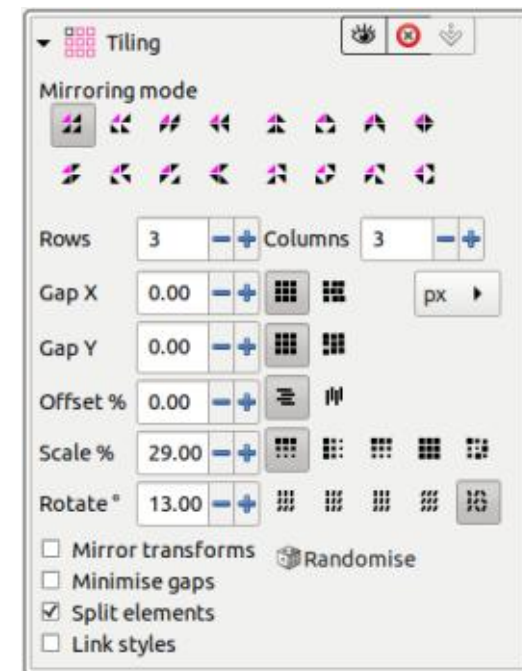 Tiling
Mirroring mode
Rows 3 Columns 3
Gap X 0.00 px
Gap Y 0.00
Offset % 0.00
Scale % 29.00
Rotate ° 13.00
Mirror transforms Randomise
Minimise gaps
Split elements
Link styles